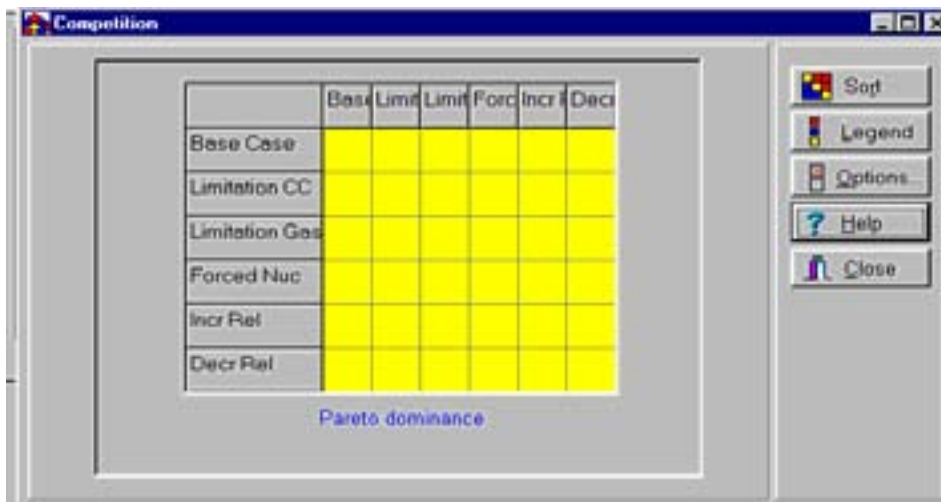 Competition
Base Limit Limit Forc Incr Decr
Base Case
Limitation CC
Limitation Gas
Forced Nuc
Incr Rel
Decr Rel
Pareto dominance
Sort
Legend
Options...
Help
Close